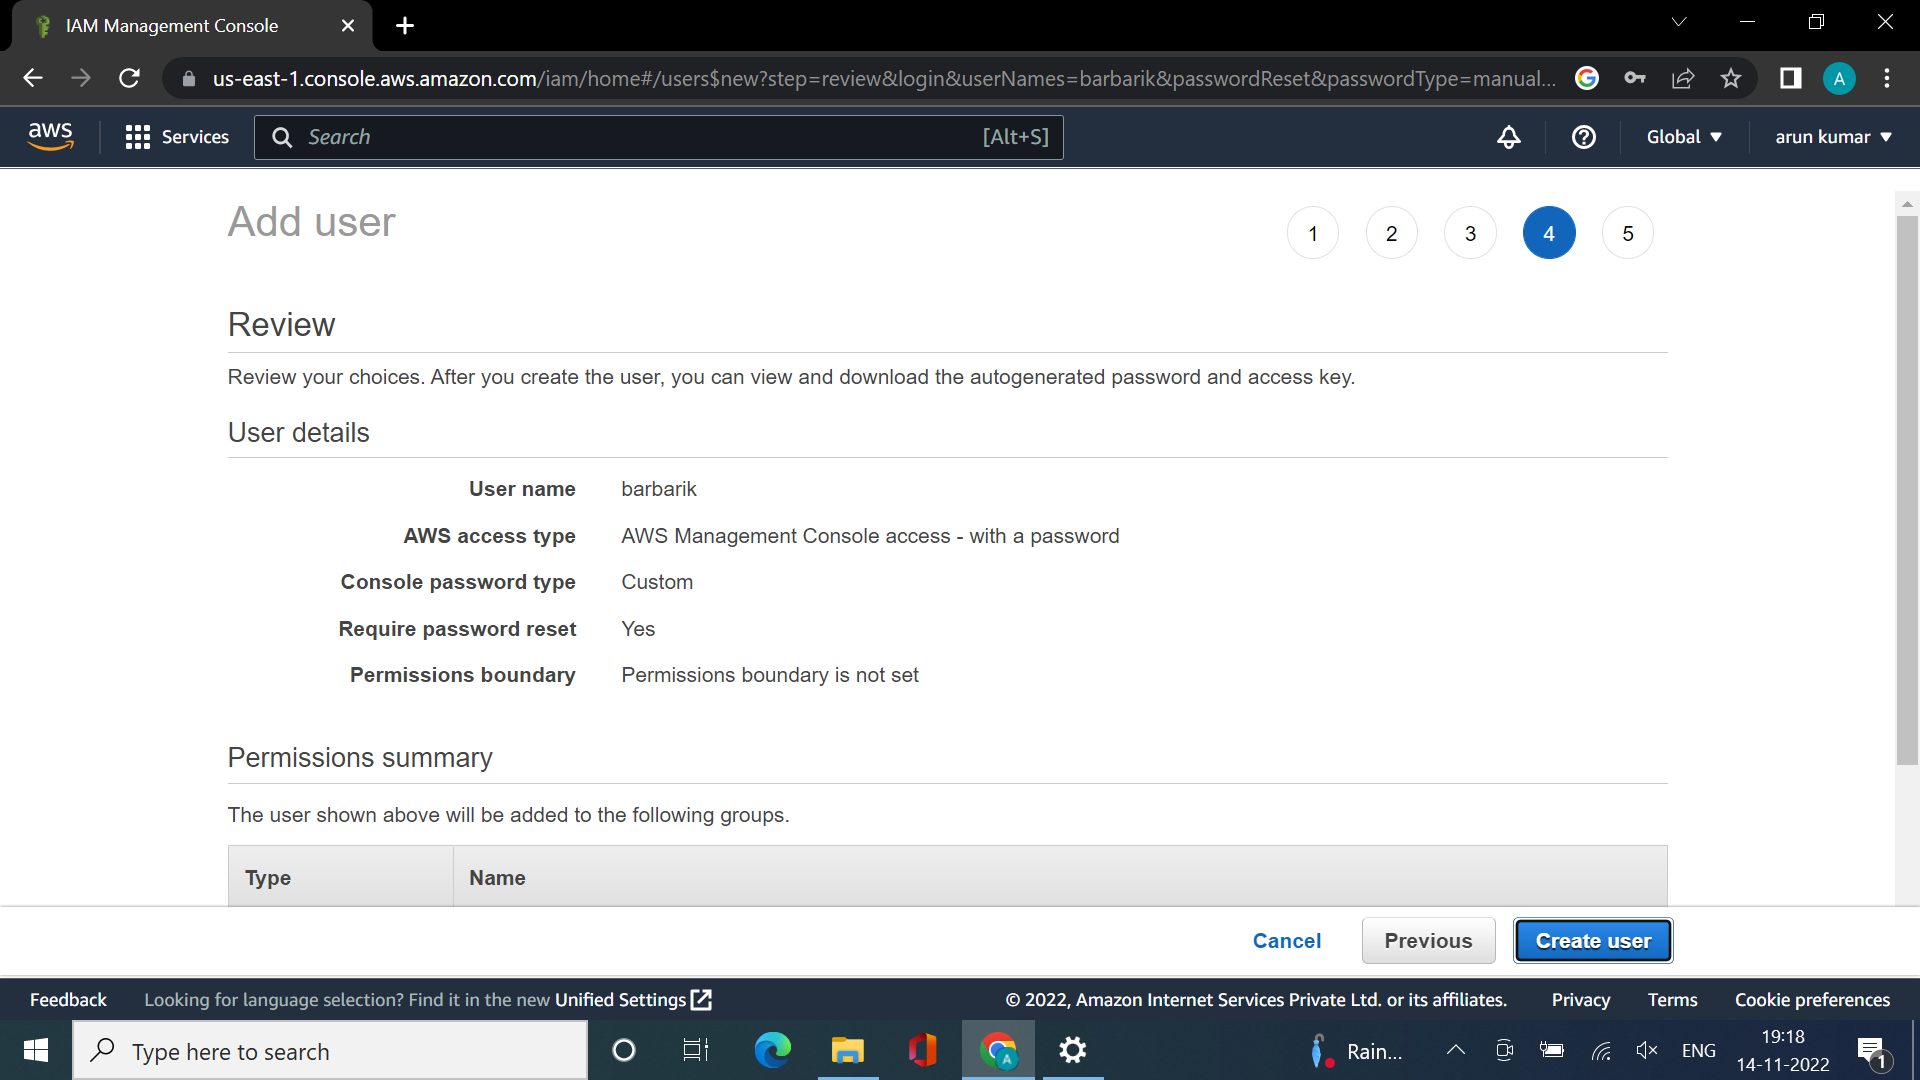 IAM Management Console
us-east-1.console.aws.amazon.com/iam/home#/users$new?step=review&login&userNames=barbarik&passwordReset&passwordType=manual...
A
aws
Services
Search
[Alt+S]
Global
arun kumar
Add user
1
2
3
4
5
Review
Review your choices. After you create the user, you can view and download the autogenerated password and access key.
User details
User name barbarik
AWS access type AWS Management Console access - with a password
Console password type Custom
Require password reset Yes
Permissions boundary Permissions boundary is not set
Permissions summary
The user shown above will be added to the following groups.
Type Name
Cancel
Previous
Create user
Feedback
Looking for language selection? Find it in the new Unified Settings
© 2022, Amazon Internet Services Private Ltd. or its affiliates.
Privacy
Terms
Cookie preferences
Type here to search
A
Rain...
ENG
19:18
14-11-2022
1